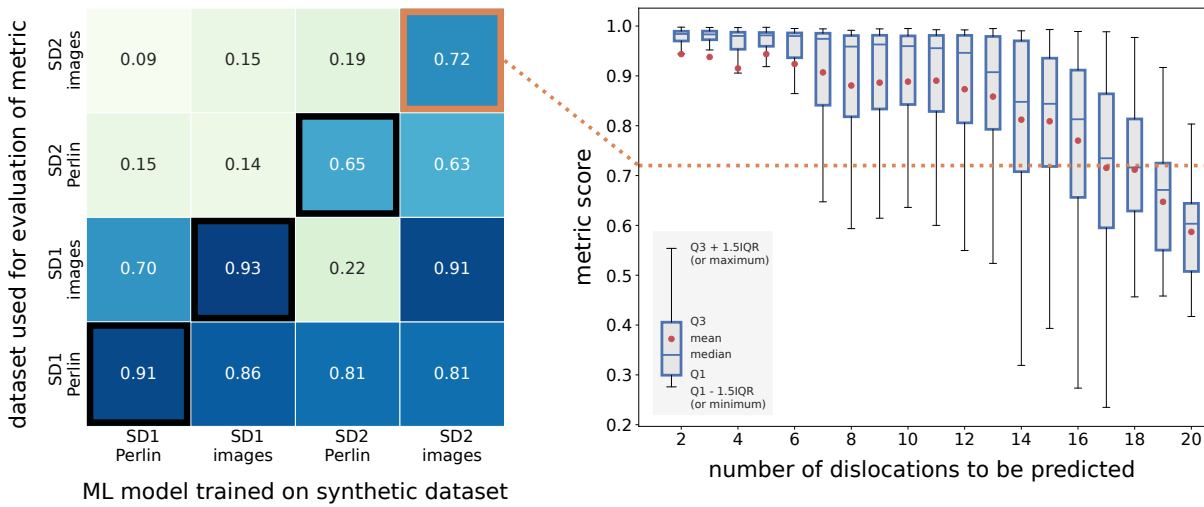 dataset used for evaluation of metric
SD2
images
0.09
0.15
0.19
0.72
SD2
Perlin
0.15
0.14
0.65
0.63
SD1
images
0.70
0.93
0.22
0.91
SD1
Perlin
0.91
0.86
0.81
0.81
SD1
Perlin
SD1
images
SD2
Perlin
SD2
images
ML model trained on synthetic dataset
metric score
1.0
0.9
0.8
0.7
0.6
0.5
0.4
0.3
0.2
Q3 + 1.5IQR
(or maximum)
Q3
mean
median
Q1
Q1 - 1.5IQR
(or minimum)
2 4 6 8 10 12 14 16 18 20
number of dislocations to be predicted